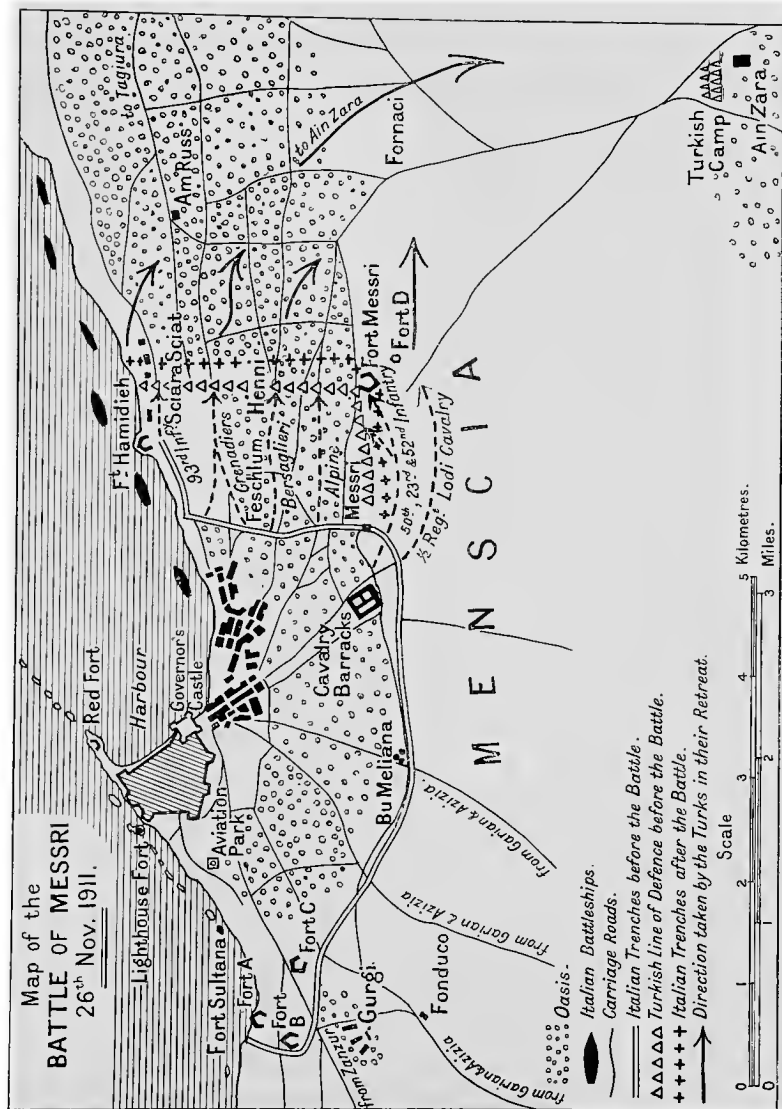 Map of the
BATTLE OF MESSRI
26th Nov. 1911.
Lighthouse Fort
Red Fort
Harbour
Governor's
Castle
Fort Sultana
Fort A
Fort
B
Fort C
Aviation
Park
Gurgi
from Zanzur
Fonduco
from Garian & Azizia
from Garian & Azizia
from Garian & Azizia
Bu Meliana
Cavalry
Barracks
Ft Hamidieh
Sciara Sciat
93rd Infy
Grenadiers
Feschlum
Henni
Bersaglieri
Alpini
Messri
Fort Messri
50th, 23rd & 52nd Infantry
½ Regt Lodi Cavalry
Fort D
MENSCIA
to Tagiura
Am Russ
to Ain Zara
Fornaci
Turkish
Camp
Ain Zara
Oasis.
Italian Battleships.
Carriage Roads.
Italian Trenches before the Battle.
Turkish line of Defence before the Battle.
Italian Trenches after the Battle.
Direction taken by the Turks in their Retreat.
Scale
0 1 2 3 4 5 Kilometres.
0 1 2 3 Miles.